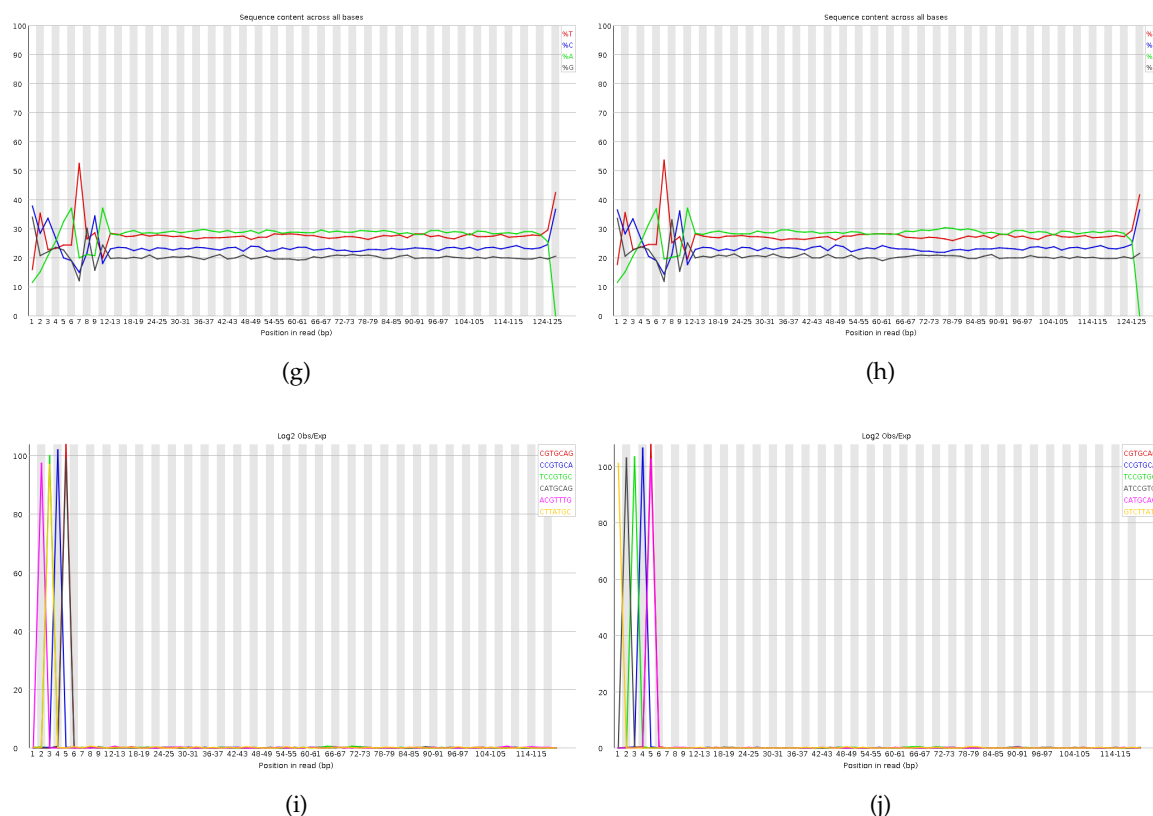 Sequence content across all bases
100
90
80
70
60
50
40
30
20
10
0
%T
%C
%A
%G
1 2 3 4 5 6 7 8 9 12-13 18-19 24-25 30-31 36-37 42-43 48-49 54-55 60-61 66-67 72-73 78-79 84-85 90-91 96-97 104-105 114-115 124-125
Position in read (bp)
(g)
Sequence content across all bases
100
90
80
70
60
50
40
30
20
10
0
%
%
%
%
1 2 3 4 5 6 7 8 9 12-13 18-19 24-25 30-31 36-37 42-43 48-49 54-55 60-61 66-67 72-73 78-79 84-85 90-91 96-97 104-105 114-115 124-125
Position in read (bp)
(h)
Log2 Obs/Exp
100
80
60
40
20
0
CGTGCAG
CCGTGCA
TCCGTGC
CATGCAG
ACGTTTG
CTTATGC
1 2 3 4 5 6 7 8 9 12-13 18-19 24-25 30-31 36-37 42-43 48-49 54-55 60-61 66-67 72-73 78-79 84-85 90-91 96-97 104-105 114-115
Position in read (bp)
(i)
Log2 Obs/Exp
100
80
60
40
20
0
CGTGCA
CCGTGC
TCCGTG
ATCCGT
CATGCA
GTCTTA
1 2 3 4 5 6 7 8 9 12-13 18-19 24-25 30-31 36-37 42-43 48-49 54-55 60-61 66-67 72-73 78-79 84-85 90-91 96-97 104-105 114-115
Position in read (bp)
(j)